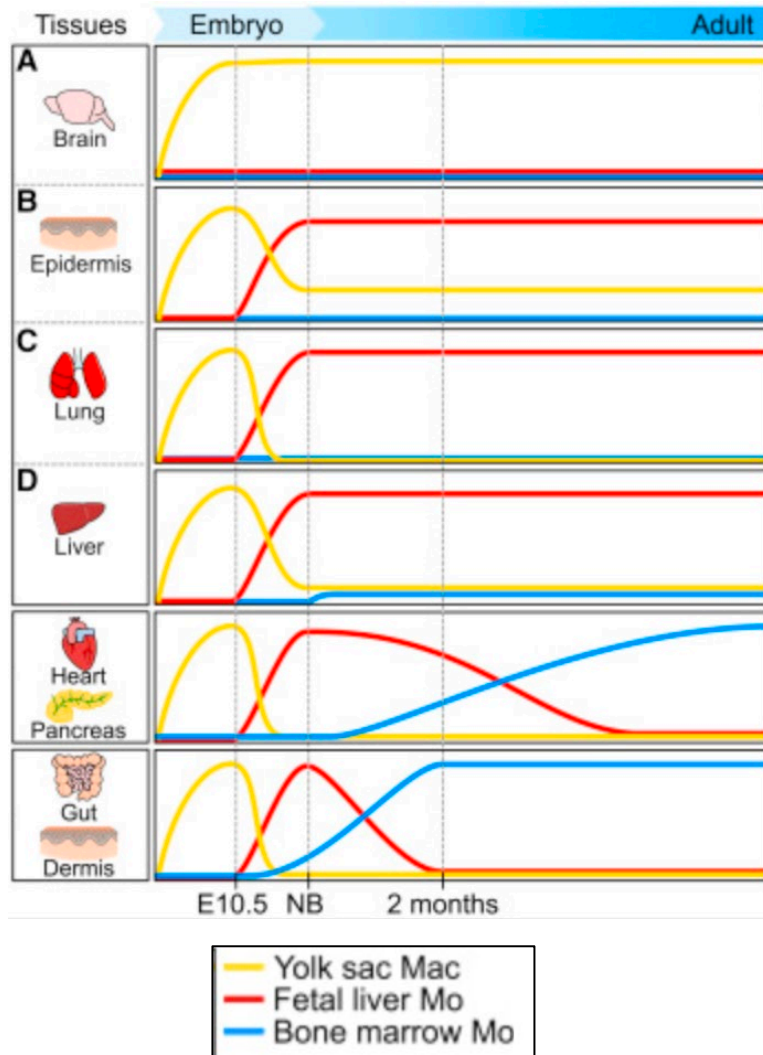 Tissues Embryo Adult
A
Brain
B
Epidermis
C
Lung
D
Liver
Heart
Pancreas
Gut
Dermis
E10.5 NB 2 months
Yolk sac Mac
Fetal liver Mo
Bone marrow Mo